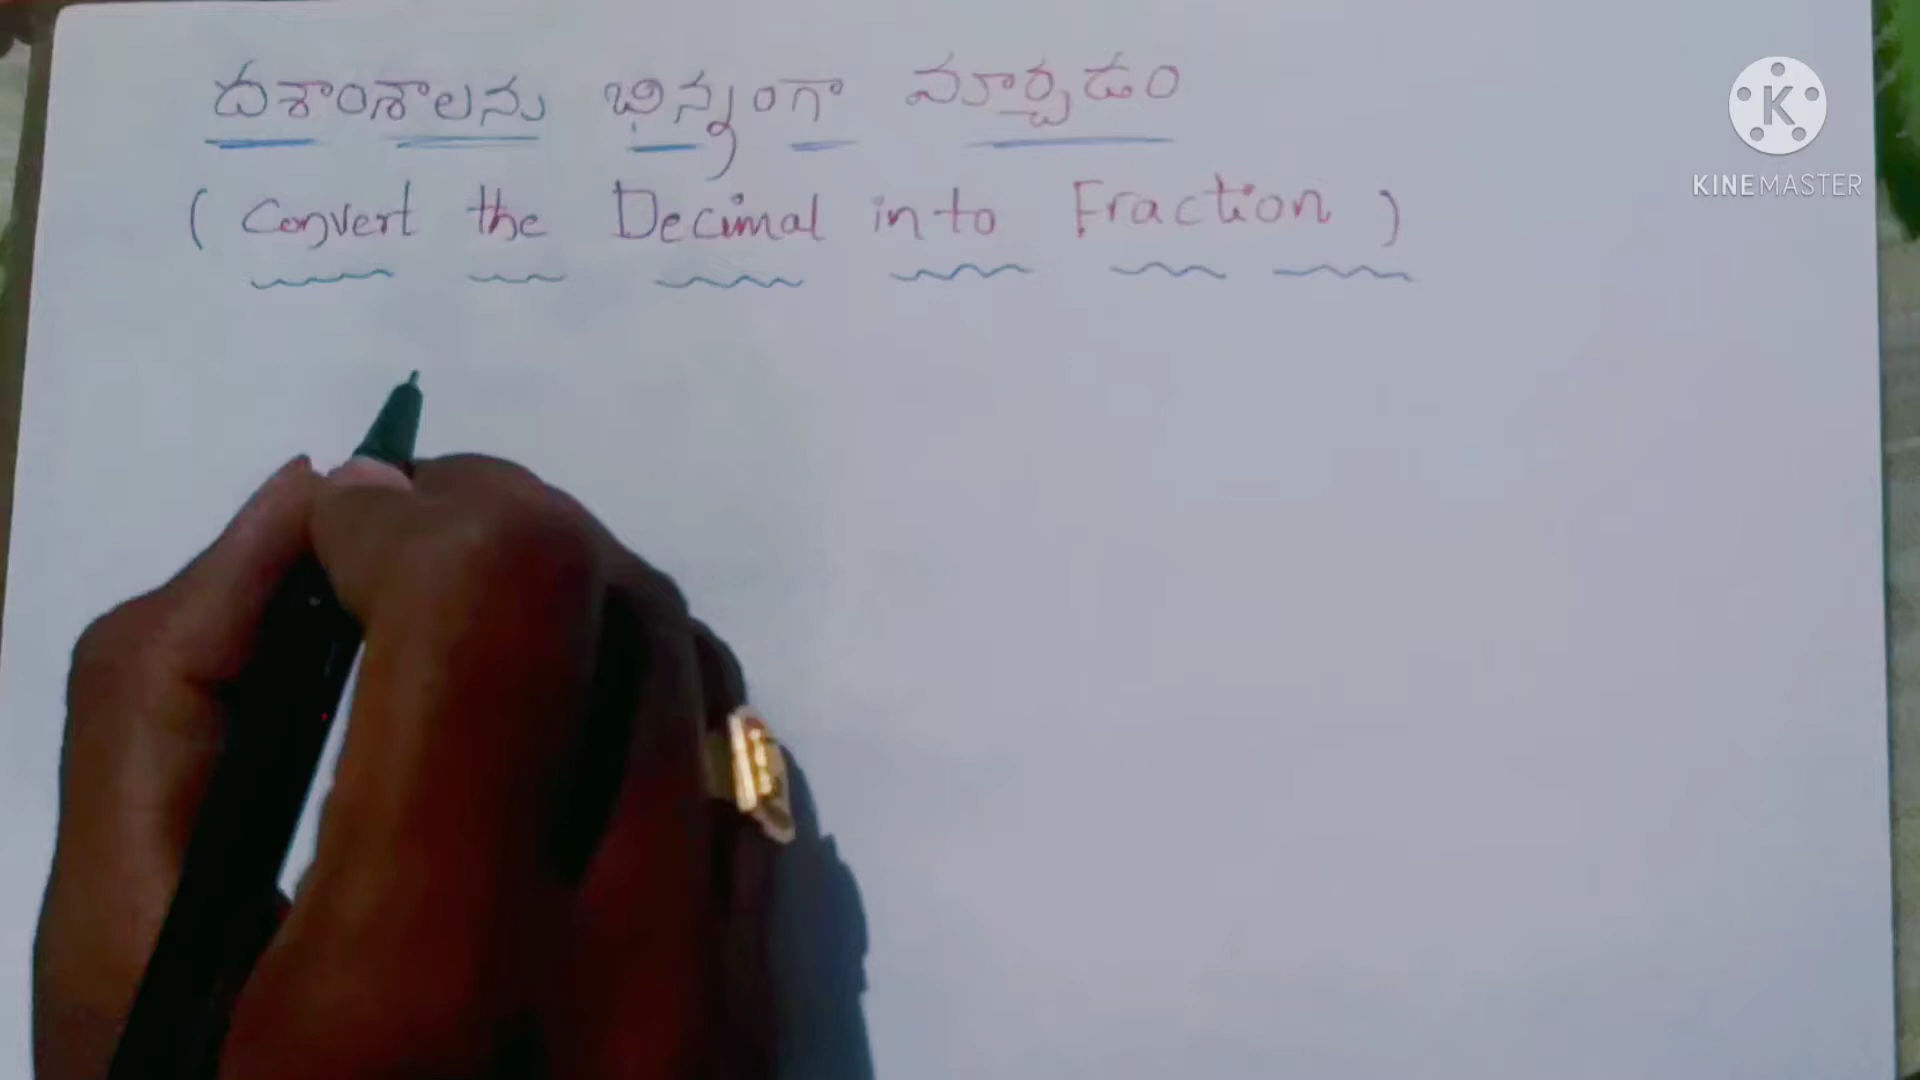 దశాంశాలను భిన్నంగా మార్చడం
( Convert the Decimal into Fraction )
K
KINEMASTER